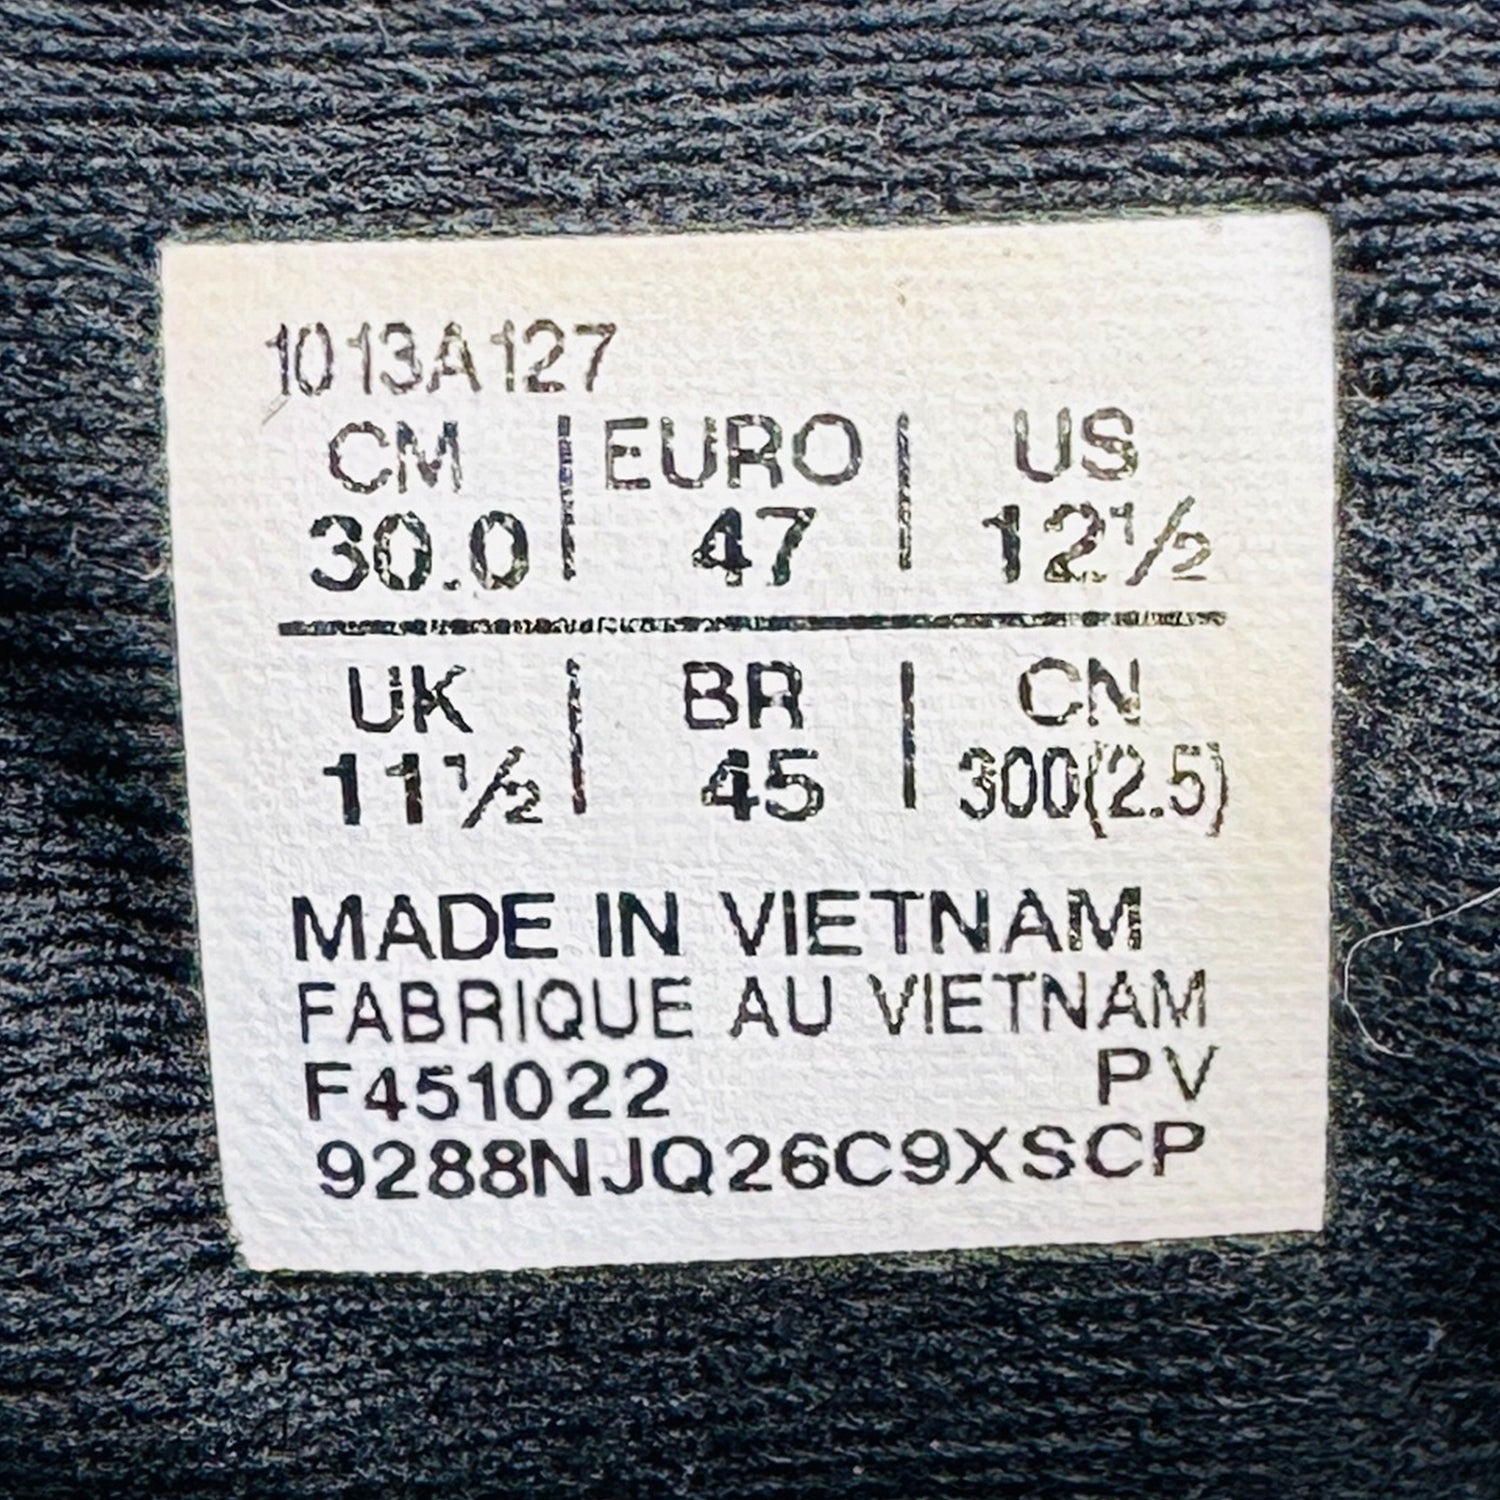 1013A127
CM | EURO | US
30.0 | 47 | 12½
UK | BR | CN
11½ | 45 | 300(2.5)
MADE IN VIETNAM
FABRIQUE AU VIETNAM
F451022 PV
9288NJQ26C9XSCP